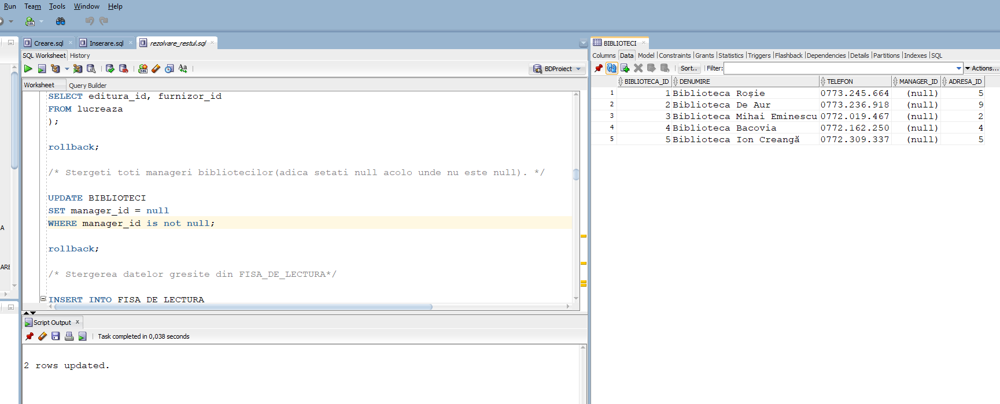 Run Team Tools Window Help
Creare.sql Inserare.sql rezolvare_restul.sql
SQL Worksheet History
BDProiect
Worksheet Query Builder
SELECT editura_id, furnizor_id
FROM lucreaza
);
rollback;
/* Stergeti toti manageri bibliotecilor(adica setati null acolo unde nu este null). */
UPDATE BIBLIOTECI
SET manager_id = null
WHERE manager_id is not null;
rollback;
/* Stergerea datelor gresite din FISA_DE_LECTURA*/
INSERT INTO FISA_DE_LECTURA
A
ARE
Script Output
Task completed in 0,038 seconds
2 rows updated.
BIBLIOTECI
Columns Data Model Constraints Grants Statistics Triggers Flashback Dependencies Details Partitions Indexes SQL
Sort.. Filter: Actions...
BIBLIOTECA_ID DENUMIRE TELEFON MANAGER_ID ADRESA_ID
1 1 Biblioteca Roșie 0773.245.664 (null) 5
2 2 Biblioteca De Aur 0773.236.918 (null) 9
3 3 Biblioteca Mihai Eminescu 0772.019.467 (null) 2
4 4 Biblioteca Bacovia 0772.162.250 (null) 4
5 5 Biblioteca Ion Creangă 0772.309.337 (null) 5